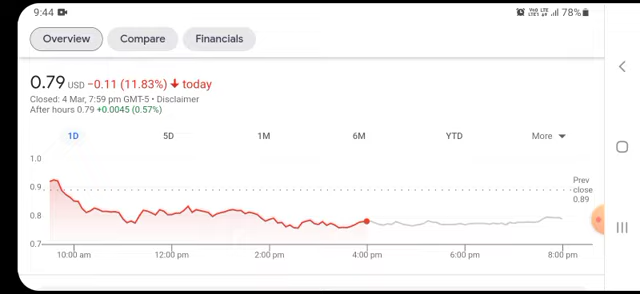 9:44 78%
Overview Compare Financials
0.79 USD −0.11 (11.83%) today
Closed: 4 Mar, 7:59 pm GMT-5 • Disclaimer
After hours 0.79 +0.0045 (0.57%)
1D 5D 1M 6M YTD More
1.0
0.9
0.8
0.7
Prev
close
0.89
10:00 am 12:00 pm 2:00 pm 4:00 pm 6:00 pm 8:00 pm